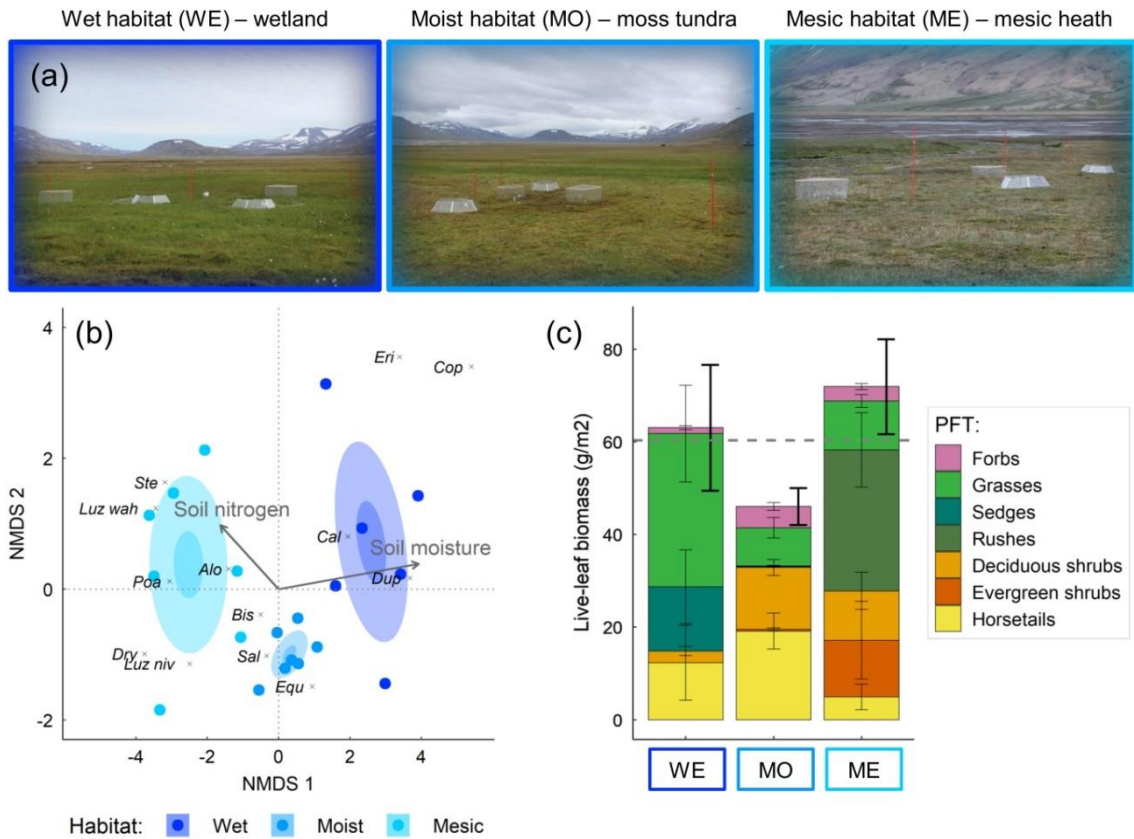 Wet habitat (WE) – wetland
Moist habitat (MO) – moss tundra
Mesic habitat (ME) – mesic heath
(a)
(b)
4
2
0
-2
NMDS 2
Eri
Cop
Ste
Luz wah
Soil nitrogen
Cal
Soil moisture
Alo
Poa
Dup
Bis
Dry
Luz niv
Sal
Equ
-4
-2
0
2
4
NMDS 1
Habitat:
Wet
Moist
Mesic
(c)
80
60
40
20
0
Live-leaf biomass (g/m2)
WE
MO
ME
PFT:
Forbs
Grasses
Sedges
Rushes
Deciduous shrubs
Evergreen shrubs
Horsetails